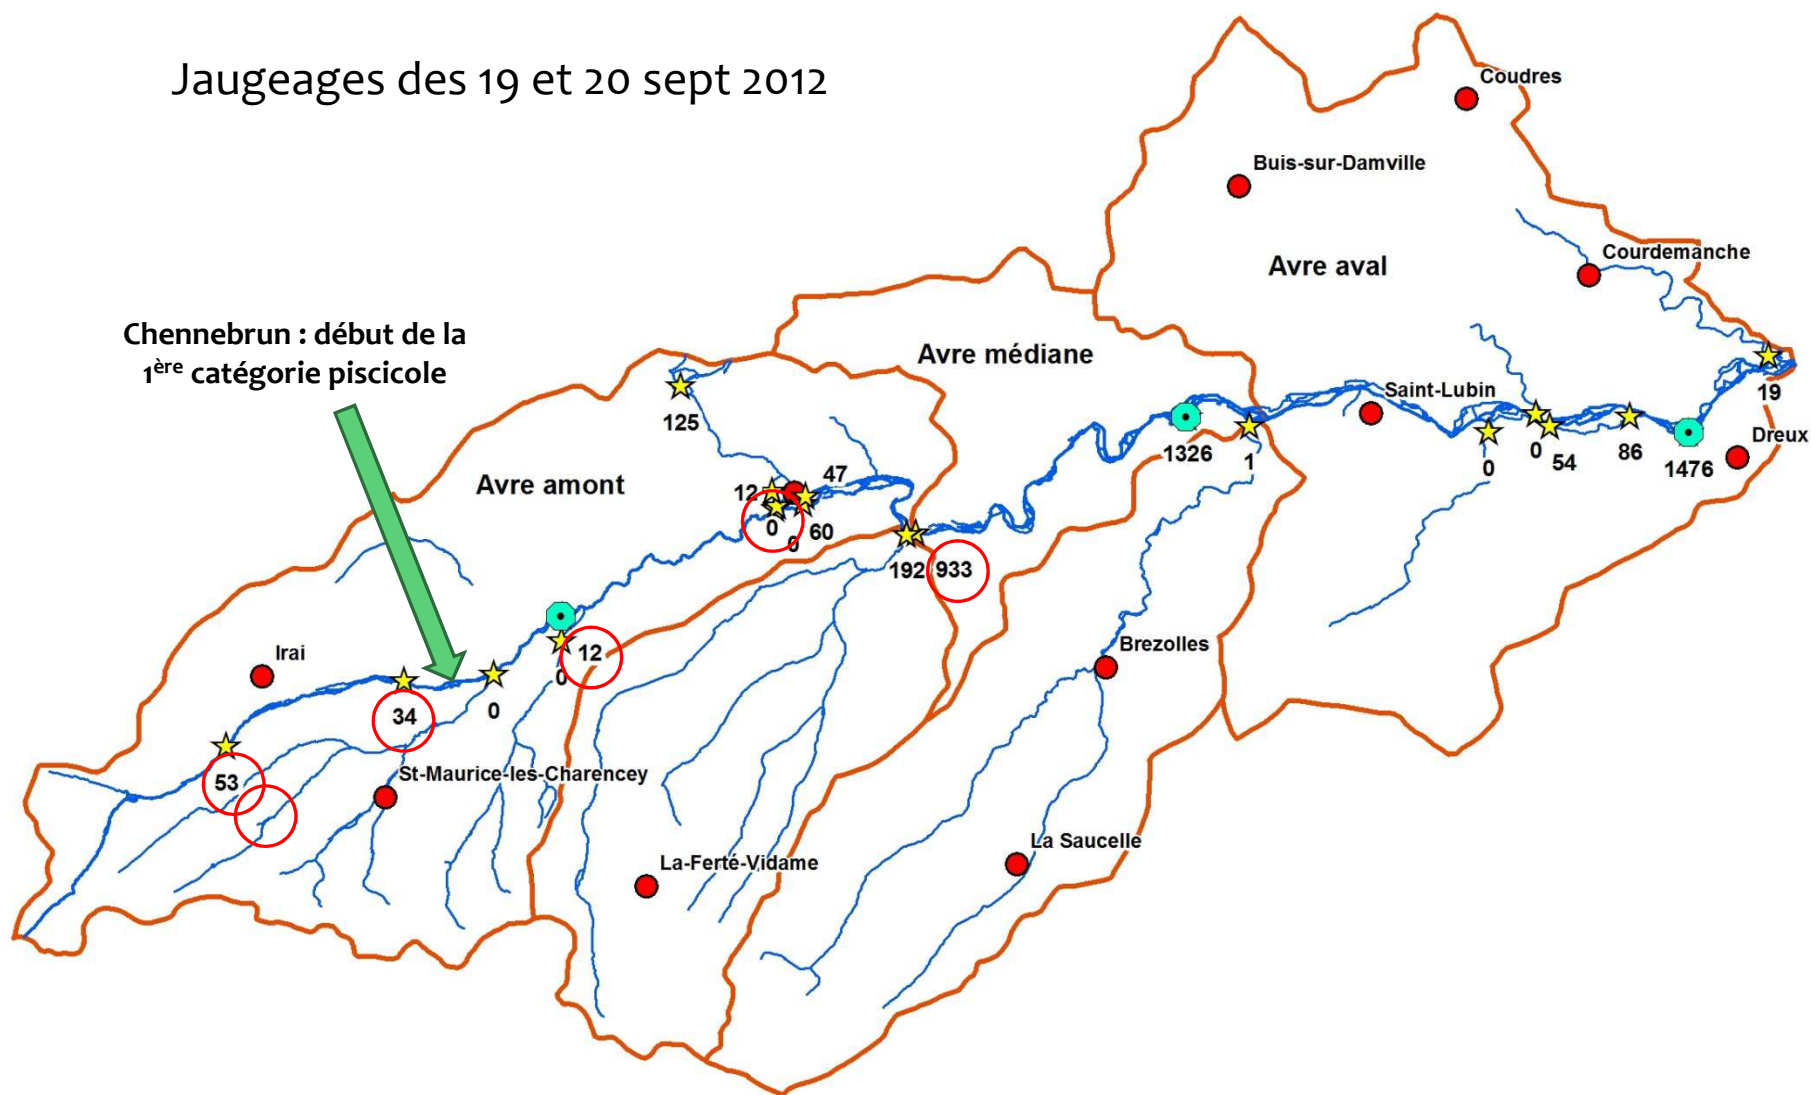 Jaugeages des 19 et 20 sept 2012
Coudres
Buis-sur-Damville
Courdemanche
Avre aval
Chennebrun : début de la
1ère catégorie piscicole
Avre médiane
Saint-Lubin
19
125
Dreux
1326
1
0
0
54
86
1476
Avre amont
47
12
0
0
60
192
933
Irai
12
0
Brezolles
34
0
53
St-Maurice-les-Charencey
La-Ferté-Vidame
La Saucelle